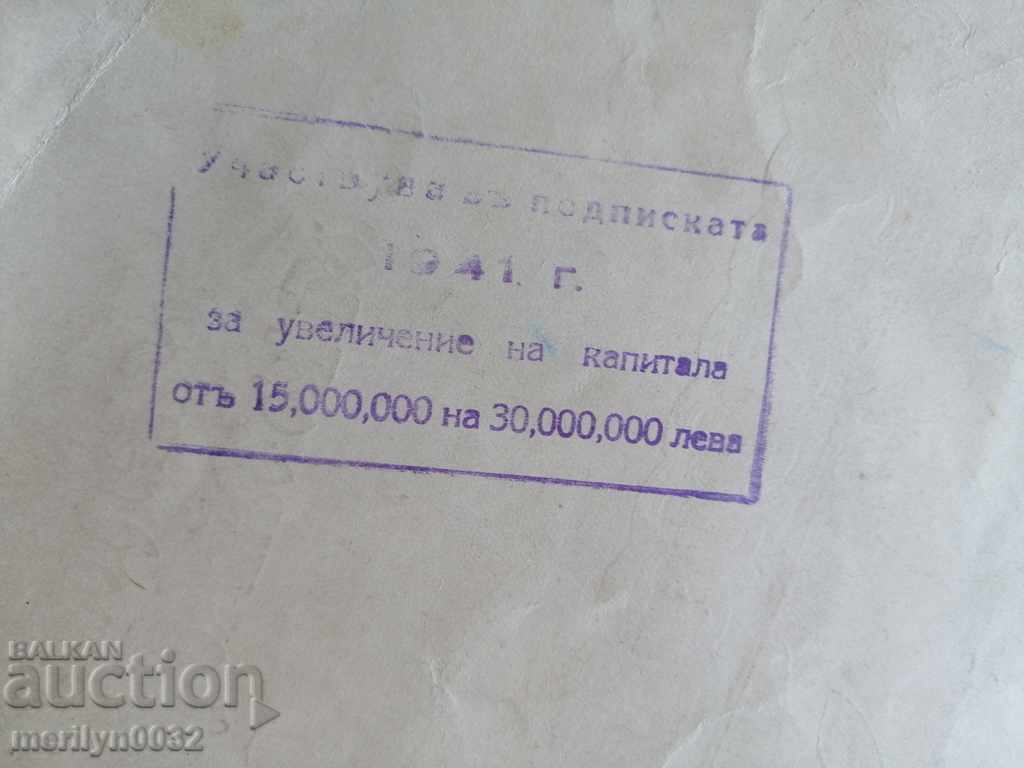 Участвува въ подписката
1941. г.
за увеличение на капитала
отъ 15,000,000 на 30,000,000 лева
BALKAN
auction
merilyn0032